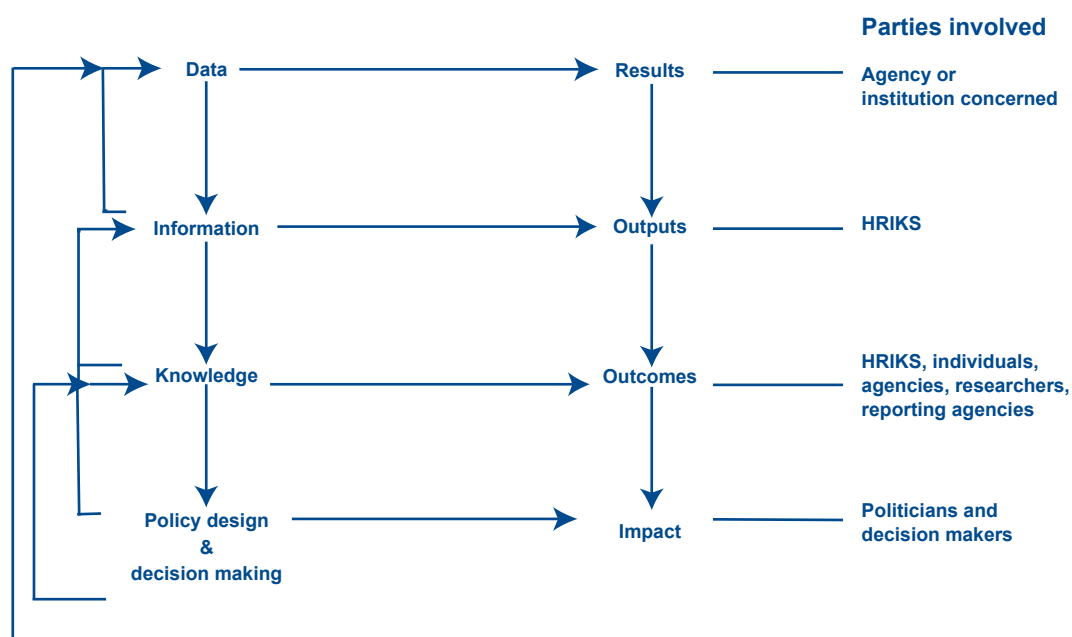 Parties involved
Data
Results
Agency or
institution concerned
Information
Outputs
HRIKS
Knowledge
Outcomes
HRIKS, individuals,
agencies, researchers,
reporting agencies
Policy design
&
decision making
Impact
Politicians and
decision makers